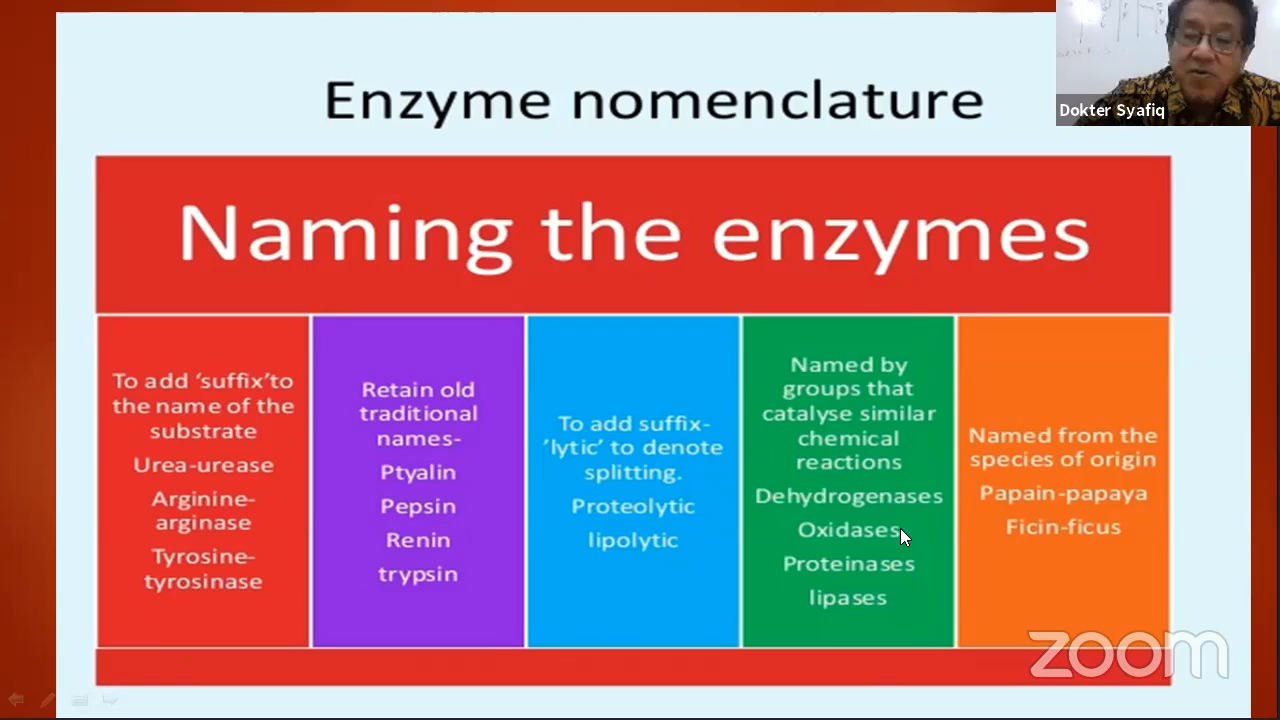 Enzyme nomenclature
Dokter Syafiq
Naming the enzymes
To add ‘suffix’to
the name of the
substrate
Urea-urease
Arginine-
arginase
Tyrosine-
tyrosinase
Retain old
traditional
names-
Ptyalin
Pepsin
Renin
trypsin
To add suffix-
’lytic’ to denote
splitting.
Proteolytic
lipolytic
Named by
groups that
catalyse similar
chemical
reactions
Dehydrogenases
Oxidases
Proteinases
lipases
Named from the
species of origin
Papain-papaya
Ficin-ficus
zoom